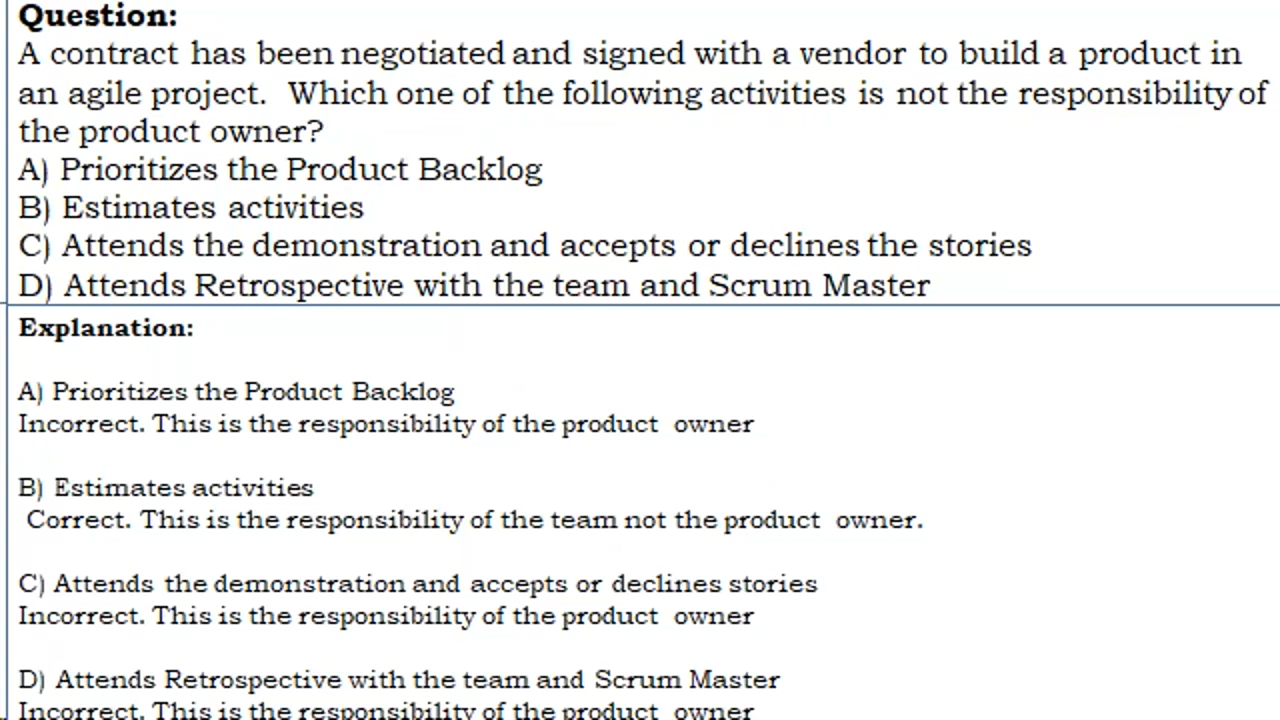 Question:
A contract has been negotiated and signed with a vendor to build a product in
an agile project. Which one of the following activities is not the responsibility of
the product owner?
A) Prioritizes the Product Backlog
B) Estimates activities
C) Attends the demonstration and accepts or declines the stories
D) Attends Retrospective with the team and Scrum Master
Explanation:
A) Prioritizes the Product Backlog
Incorrect. This is the responsibility of the product owner
B) Estimates activities
Correct. This is the responsibility of the team not the product owner.
C) Attends the demonstration and accepts or declines stories
Incorrect. This is the responsibility of the product owner
D) Attends Retrospective with the team and Scrum Master
Incorrect. This is the responsibility of the product owner